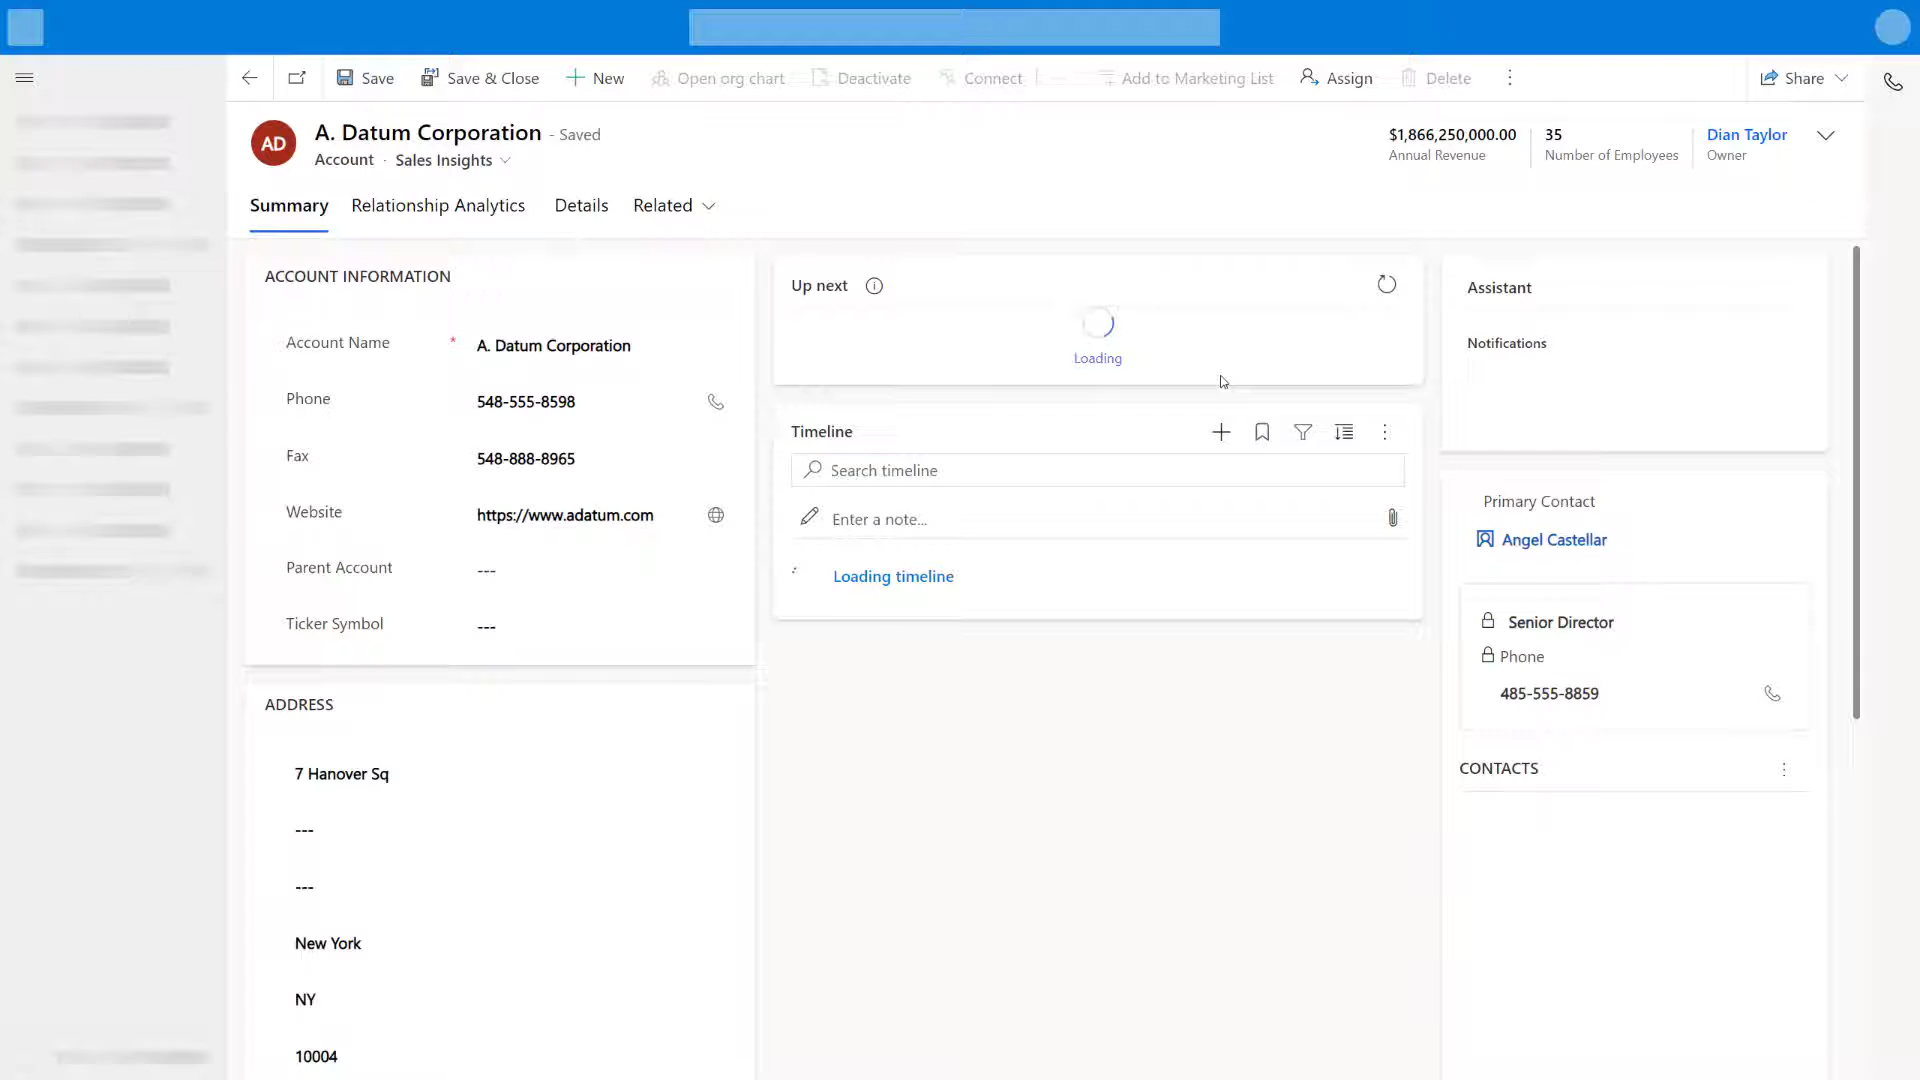 Save
Save & Close
New
Open org chart
Deactivate
Connect
Add to Marketing List
Assign
Delete
Share
AD
A. Datum Corporation - Saved
Account · Sales Insights
$1,866,250,000.00
Annual Revenue
35
Number of Employees
Dian Taylor
Owner
Summary
Relationship Analytics
Details
Related
ACCOUNT INFORMATION
Account Name * A. Datum Corporation
Phone 548-555-8598
Fax 548-888-8965
Website https://www.adatum.com
Parent Account ---
Ticker Symbol ---
ADDRESS
7 Hanover Sq
---
---
New York
NY
10004
Up next
Loading
Timeline
Search timeline
Enter a note...
Loading timeline
Assistant
Notifications
Primary Contact
Angel Castellar
Senior Director
Phone
485-555-8859
CONTACTS